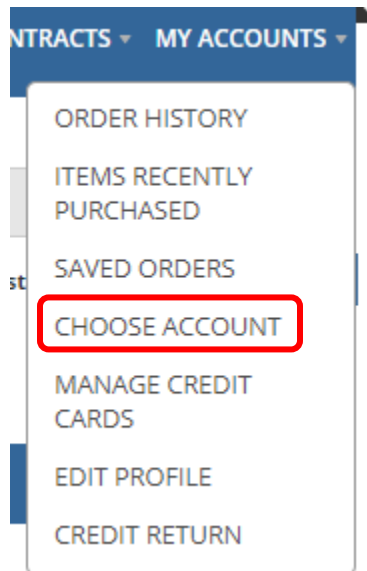 NTRACTS MY ACCOUNTS
ORDER HISTORY
ITEMS RECENTLY
PURCHASED
SAVED ORDERS
st
CHOOSE ACCOUNT
MANAGE CREDIT
CARDS
EDIT PROFILE
CREDIT RETURN